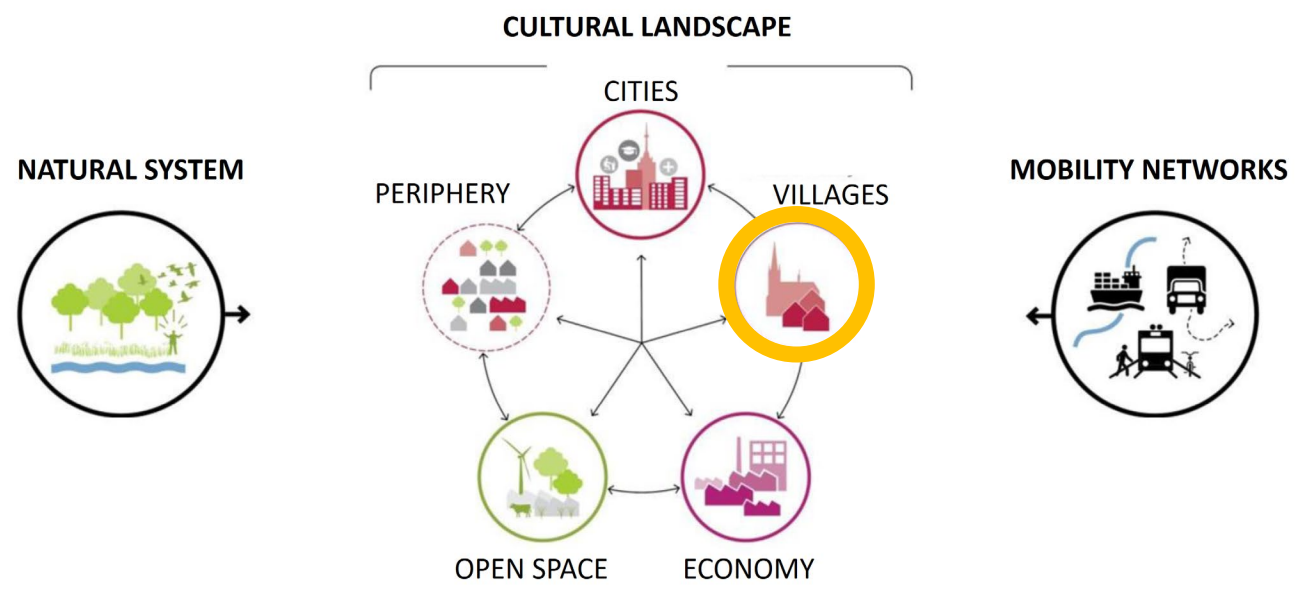 CULTURAL LANDSCAPE
CITIES
NATURAL SYSTEM
MOBILITY NETWORKS
PERIPHERY
VILLAGES
OPEN SPACE
ECONOMY